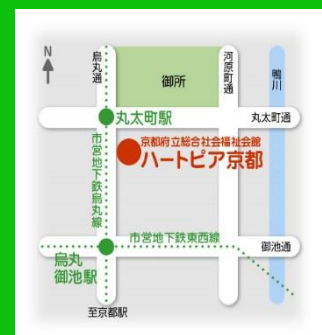 N
烏丸通
御所
河原町通
鴨川
丸太町駅
丸太町通
京都府立総合社会福祉会館
ハートピア京都
市営地下鉄烏丸線
市営地下鉄東西線
御池通
烏丸
御池駅
至京都駅